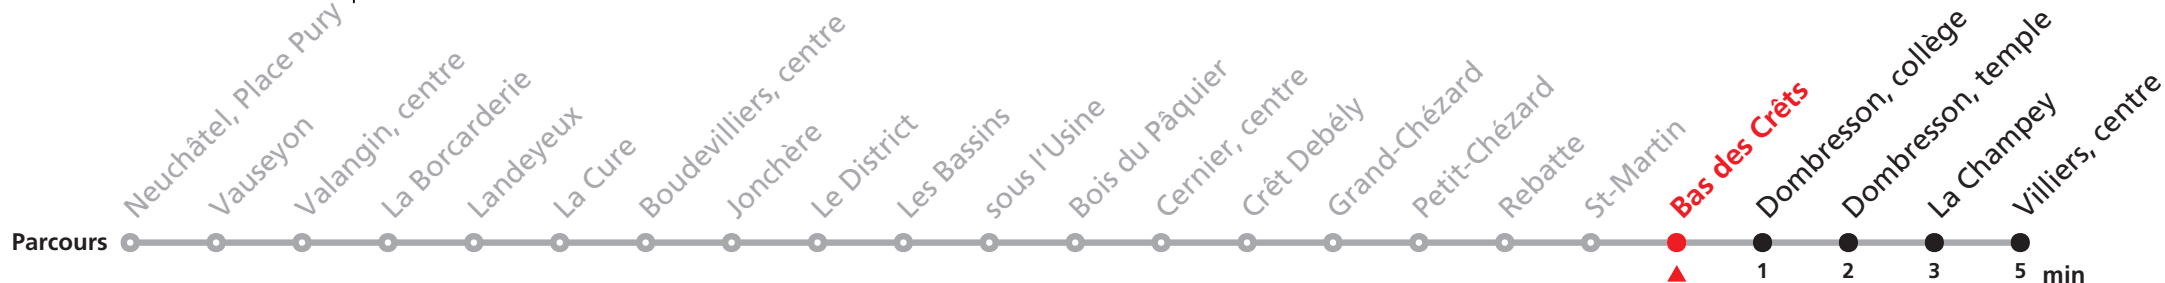 Neuchâtel, Place Pury
Vauseyon
Valangin, centre
La Borcarderie
Landeyeux
La Cure
Boudevilliers, centre
Jonchère
Le District
Les Bassins
sous l'Usine
Bois du Pâquier
Cernier, centre
Crêt Debély
Grand-Chézard
Petit-Chézard
Rebatte
St-Martin
Bas des Crêts
Dombresson, collège
Dombresson, temple
La Champey
Villiers, centre
Parcours
1 2 3 5 min